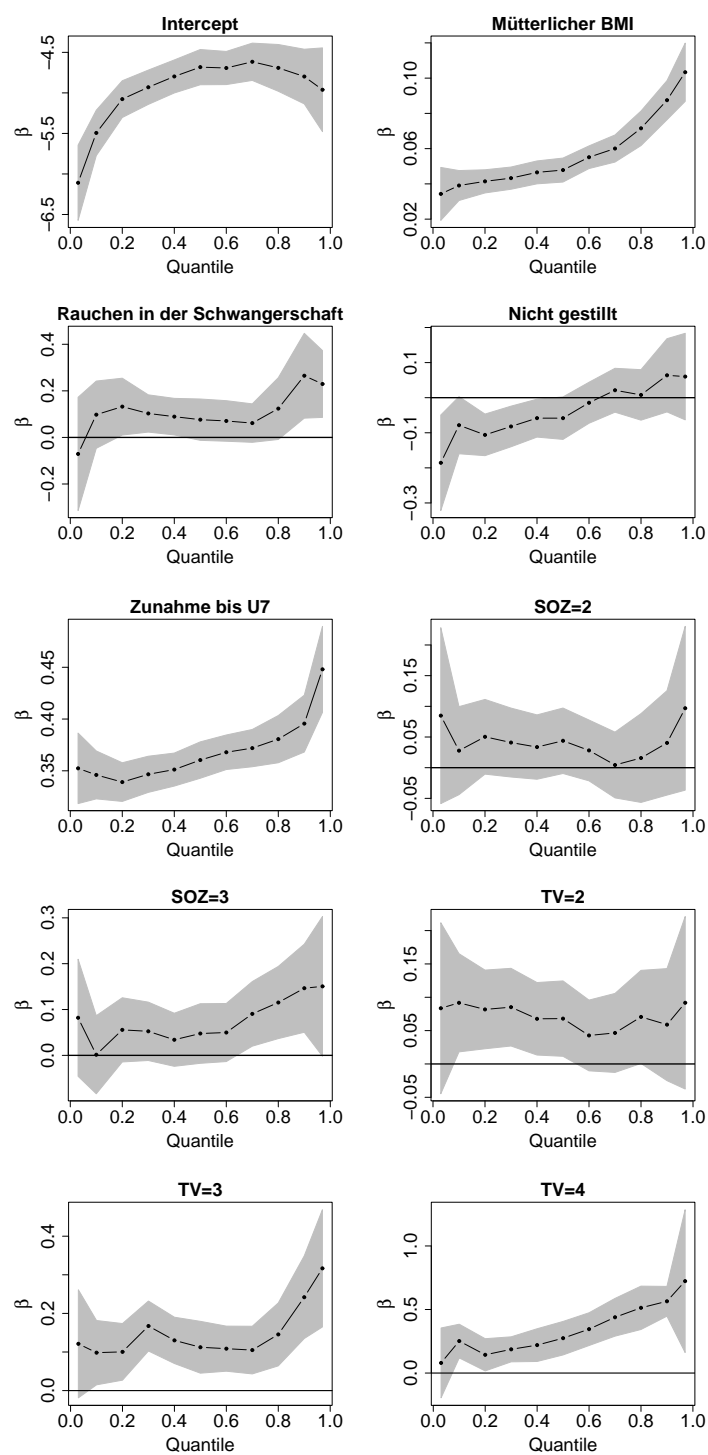 Intercept
Mütterlicher BMI
β
−6.5 −5.5 −4.5
0.0 0.2 0.4 0.6 0.8 1.0
Quantile
β
0.02 0.06 0.10
0.0 0.2 0.4 0.6 0.8 1.0
Quantile
Rauchen in der Schwangerschaft
Nicht gestillt
β
−0.2 0.0 0.2 0.4
0.0 0.2 0.4 0.6 0.8 1.0
Quantile
β
−0.3 −0.1 0.1
0.0 0.2 0.4 0.6 0.8 1.0
Quantile
Zunahme bis U7
SOZ=2
β
0.35 0.40 0.45
0.0 0.2 0.4 0.6 0.8 1.0
Quantile
β
−0.05 0.05 0.15
0.0 0.2 0.4 0.6 0.8 1.0
Quantile
SOZ=3
TV=2
β
0.0 0.1 0.2 0.3
0.0 0.2 0.4 0.6 0.8 1.0
Quantile
β
−0.05 0.05 0.15
0.0 0.2 0.4 0.6 0.8 1.0
Quantile
TV=3
TV=4
β
0.0 0.2 0.4
0.0 0.2 0.4 0.6 0.8 1.0
Quantile
β
0.0 0.5 1.0
0.0 0.2 0.4 0.6 0.8 1.0
Quantile